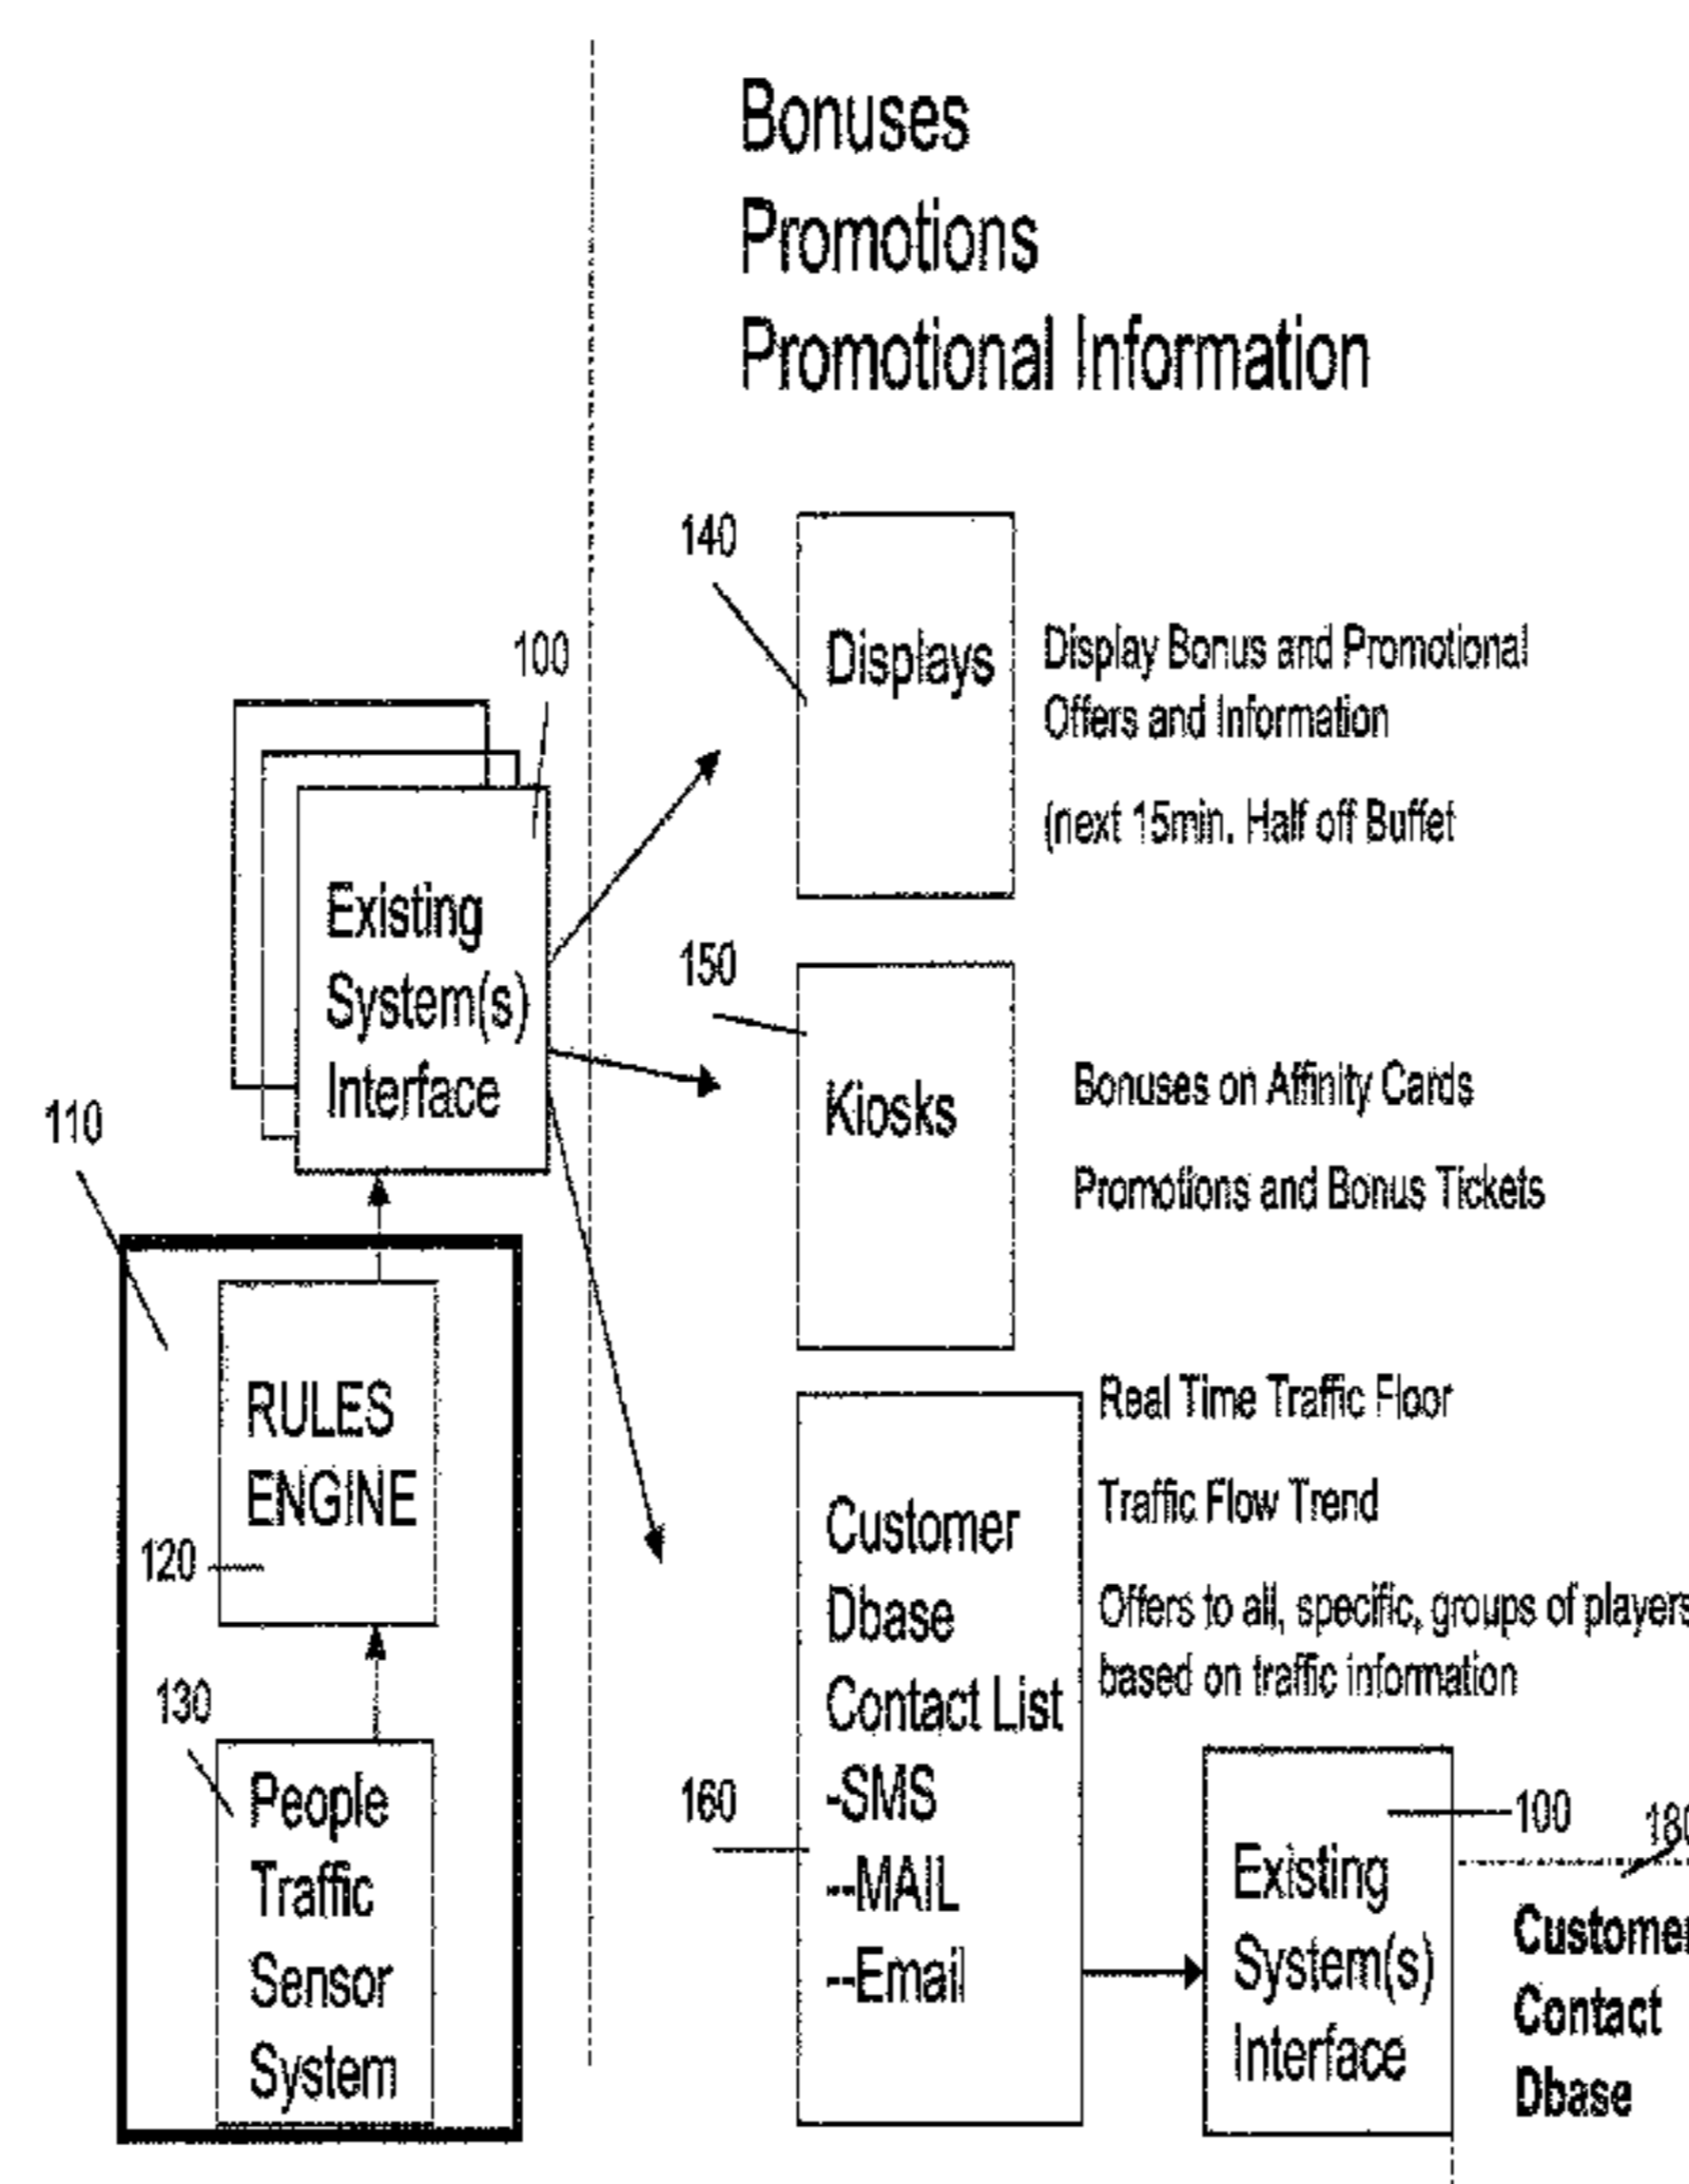 Bonuses
Promotions
Promotional Information
140
Displays
Display Bonus and Promotional
Offers and Information
(next 15min. Half off Buffet
100
Existing
System(s)
Interface
150
Kiosks
Bonuses on Affinity Cards
Promotions and Bonus Tickets
110
RULES
ENGINE
120
130
People
Traffic
Sensor
System
Real Time Traffic Floor
Traffic Flow Trend
Offers to all, specific, groups of players
based on traffic information
Customer
Dbase
Contact List
-SMS
--MAIL
--Email
160
Existing
System(s)
Interface
100
180
Customer
Contact
Dbase